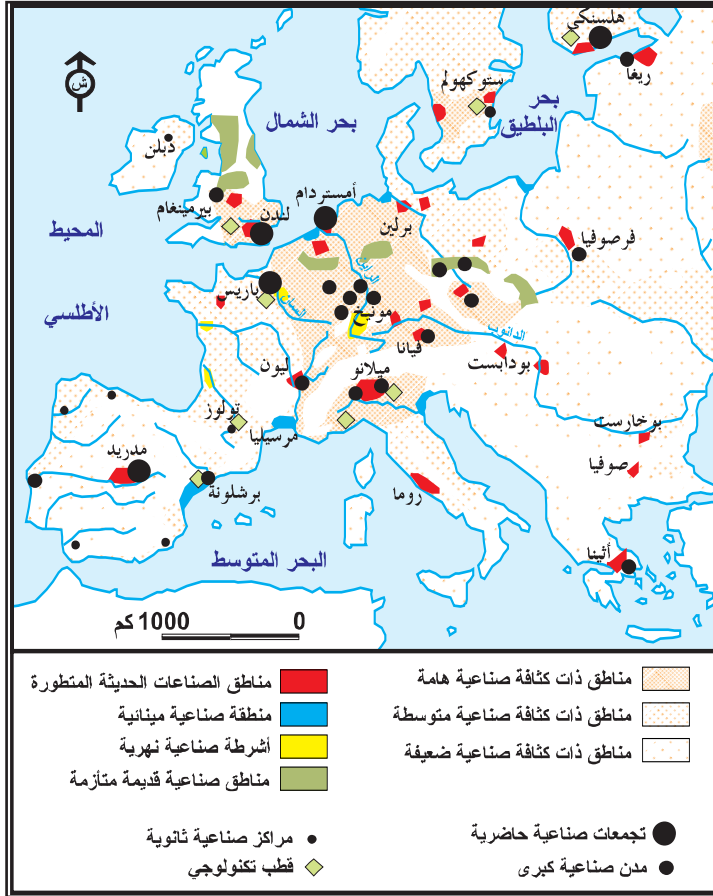 هلسنكي
ش
ريغا
ستوكهولم
بحر
البلطيق
بحر الشمال
دبلن
أمستردام
بيرمينغام
لندن
برلين
فرصوفيا
المحيط
الأطلسي
الراين
باريس
السان
مونيخ
الدانوب
فيانا
بودابست
ليون
ميلانو
تولوز
مرسيليا
بوخارست
مدريد
صوفيا
برشلونة
روما
أثينا
البحر المتوسط
0 1000 كم
مناطق ذات كثافة صناعية هامة
مناطق ذات كثافة صناعية متوسطة
مناطق ذات كثافة صناعية ضعيفة
مناطق الصناعات الحديثة المتطورة
منطقة صناعية مينائية
أشرطة صناعية نهرية
مناطق صناعية قديمة متأزمة
تجمعات صناعية حاضرية
مدن صناعية كبرى
مراكز صناعية ثانوية
قطب تكنولوجي